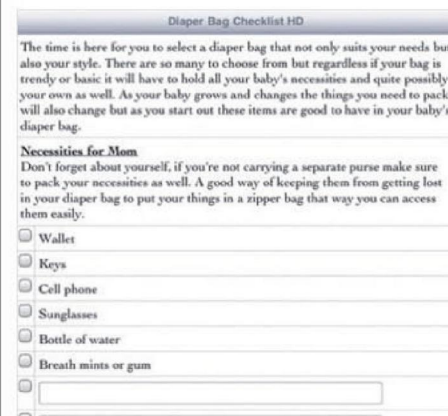 Diaper Bag Checklist HD
The time is here for you to select a diaper bag that not only suits your needs bu
also your style. There are so many to choose from but regardless if your bag is
trendy or basic it will have to hold all your baby's necessities and quite possibly
your own as well. As your baby grows and changes the things you need to pack
will also change but as you start out these items are good to have in your baby's
diaper bag.
Necessities for Mom
Don't forget about yourself, if you're not carrying a separate purse make sure
to pack your necessities as well. A good way of keeping them from getting lost
in your diaper bag to put your things in a zipper bag that way you can access
them easily.
Wallet
Keys
Cell phone
Sunglasses
Bottle of water
Breath mints or gum